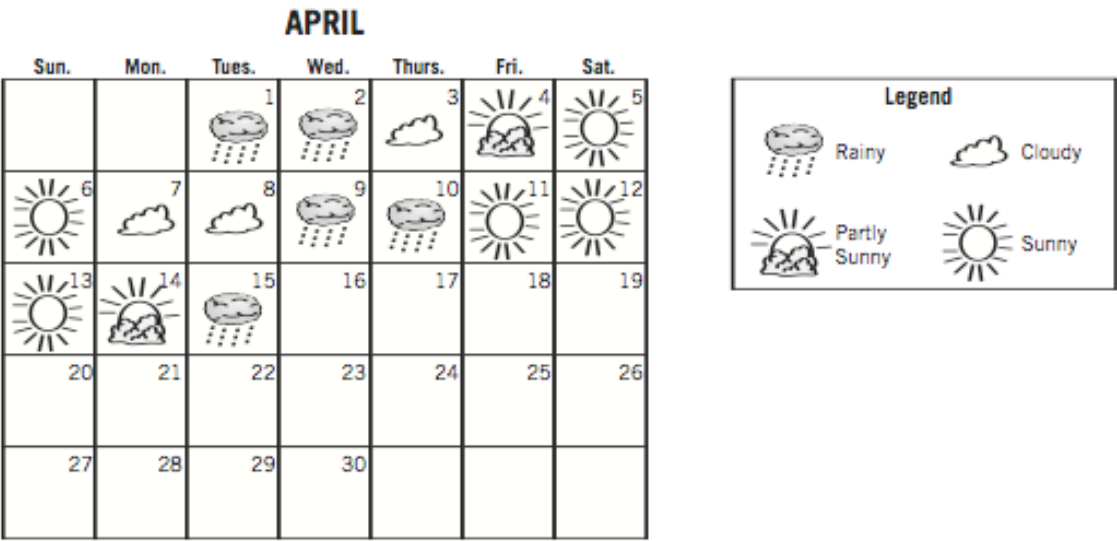 APRIL
Sun. Mon. Tues. Wed. Thurs. Fri. Sat.
1 2 3 4 5
6 7 8 9 10 11 12
13 14 15 16 17 18 19
20 21 22 23 24 25 26
27 28 29 30
Legend
Rainy Cloudy
Partly
Sunny Sunny